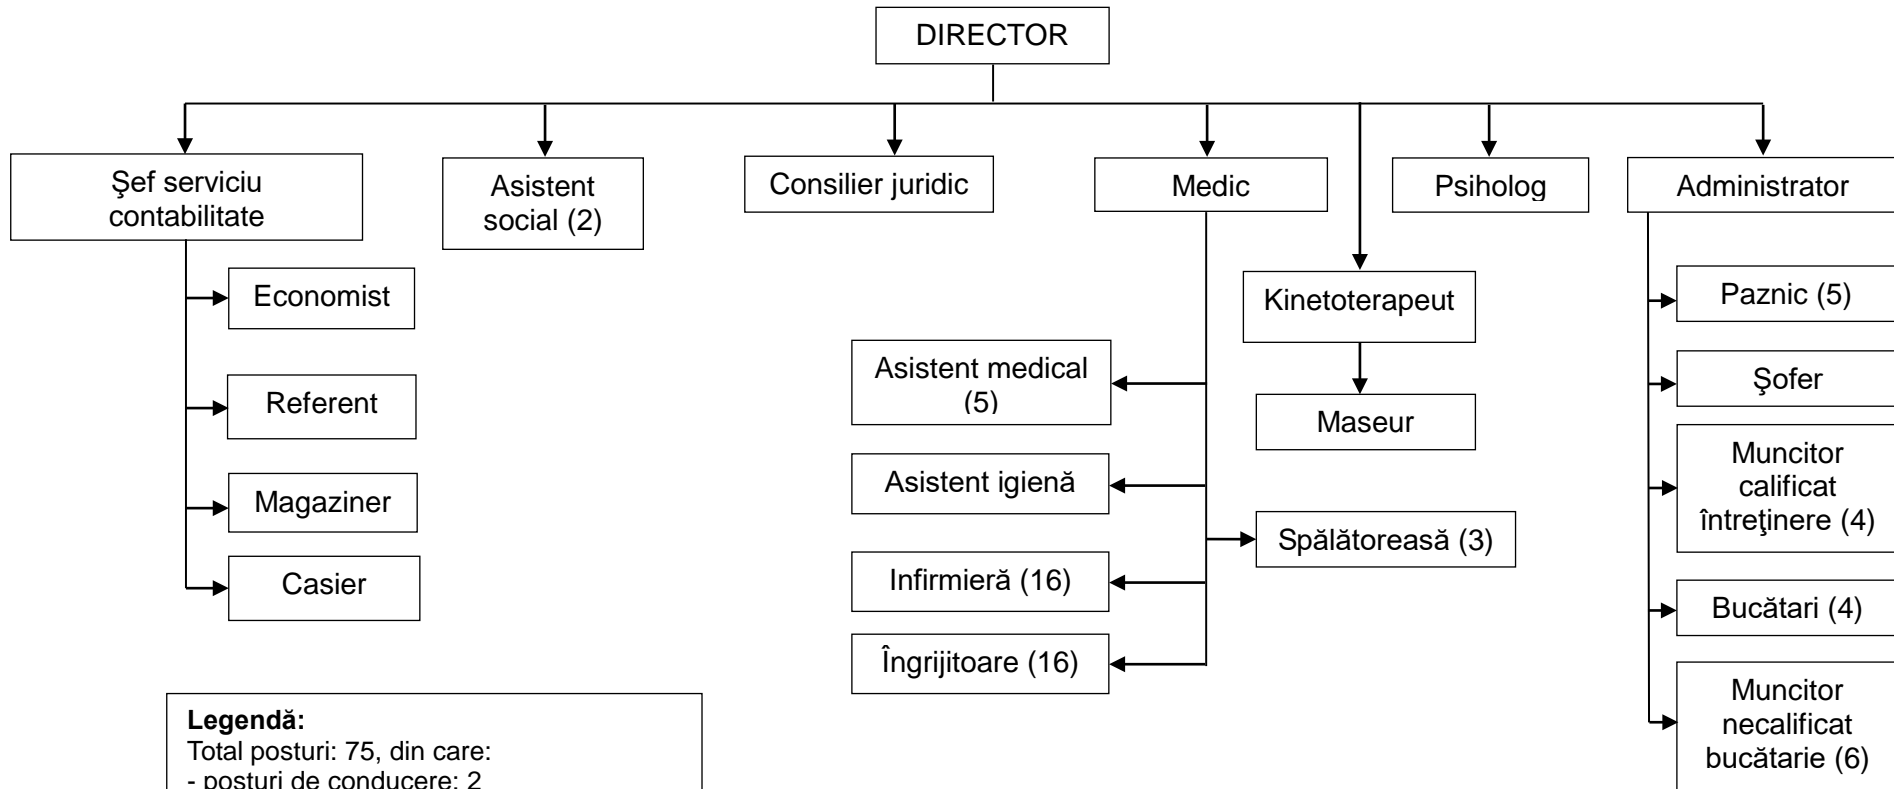 DIRECTOR
Şef serviciu
contabilitate
Asistent
social (2)
Consilier juridic
Medic
Psiholog
Administrator
Economist
Referent
Magaziner
Casier
Asistent medical
(5)
Asistent igienă
Infirmieră (16)
Îngrijitoare (16)
Kinetoterapeut
Maseur
Spălătoreasă (3)
Paznic (5)
Şofer
Muncitor
calificat
întreţinere (4)
Bucătari (4)
Muncitor
necalificat
bucătarie (6)
Legendă:
Total posturi: 75, din care:
- posturi de conducere: 2